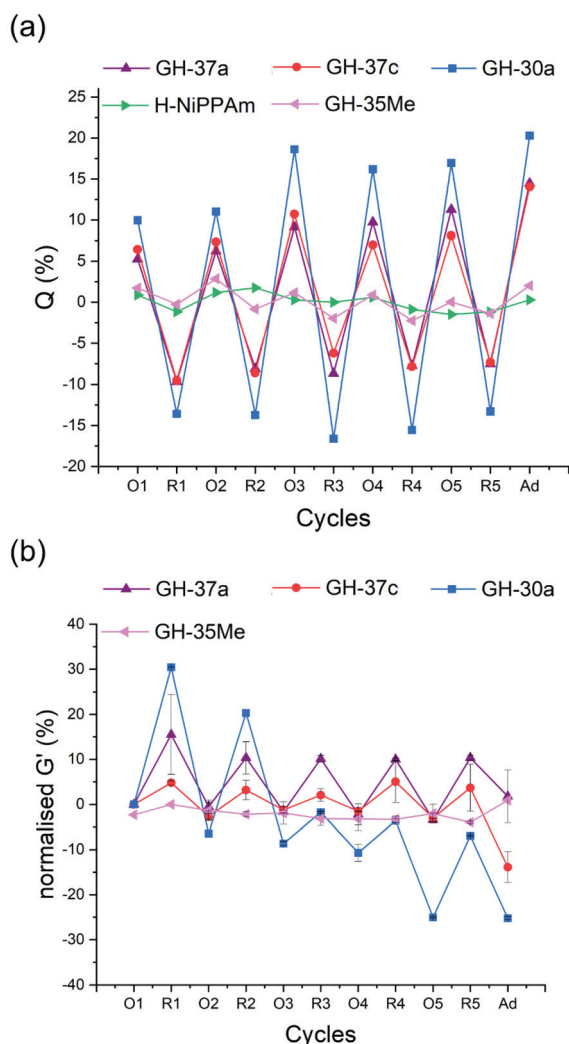 (a)
GH-37a GH-37c GH-30a
H-NiPPAm GH-35Me
25
20
15
10
5
0
-5
-10
-15
-20
Q (%)
O1 R1 O2 R2 O3 R3 O4 R4 O5 R5 Ad
Cycles
(b)
GH-37a GH-37c GH-30a
GH-35Me
40
30
20
10
0
-10
-20
-30
-40
normalised G' (%)
O1 R1 O2 R2 O3 R3 O4 R4 O5 R5 Ad
Cycles